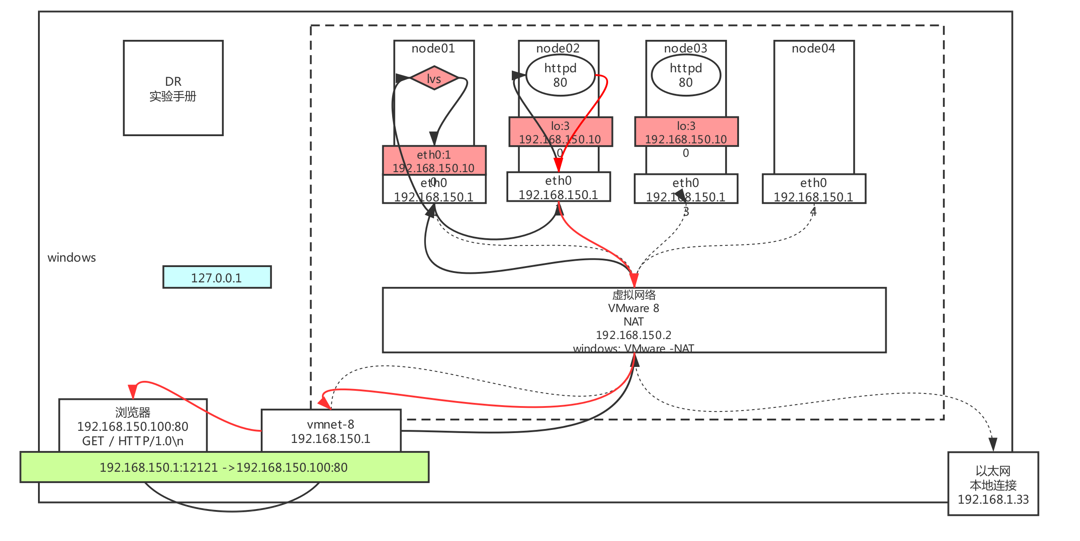 DR
实验手册
node01
lvs
eth0:1
192.168.150.10
eth0
192.168.150.1
node02
httpd
80
lo:3
192.168.150.10
0
eth0
192.168.150.1
node03
httpd
80
lo:3
192.168.150.10
0
eth0
192.168.150.1
3
node04
eth0
192.168.150.1
4
windows
127.0.0.1
虚拟网络
VMware 8
NAT
192.168.150.2
windows: VMware -NAT
浏览器
192.168.150.100:80
GET / HTTP/1.0\n
vmnet-8
192.168.150.1
192.168.150.1:12121 ->192.168.150.100:80
以太网
本地连接
192.168.1.33